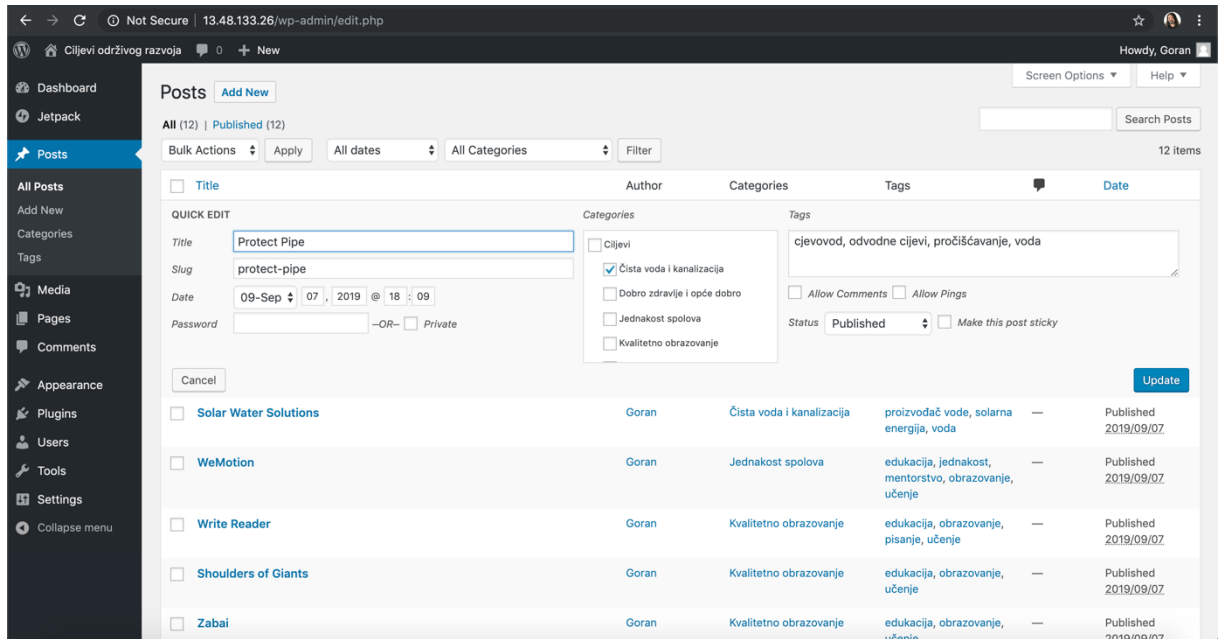 Not Secure | 13.48.133.26/wp-admin/edit.php
Ciljevi održivog razvoja 0 + New Howdy, Goran
Dashboard
Jetpack
Posts
All Posts
Add New
Categories
Tags
Media
Pages
Comments
Appearance
Plugins
Users
Tools
Settings
Collapse menu
Screen Options ▼ Help ▼
Posts Add New
All (12) | Published (12)
Search Posts
Bulk Actions Apply All dates All Categories Filter 12 items
Title Author Categories Tags Date
QUICK EDIT
Title Protect Pipe
Slug protect-pipe
Date 09-Sep 07 , 2019 @ 18 : 09
Password –OR– Private
Categories
Ciljevi
Čista voda i kanalizacija
Dobro zdravlje i opće dobro
Jednakost spolova
Kvalitetno obrazovanje
Tags
cjevovod, odvodne cijevi, pročišćavanje, voda
Allow Comments Allow Pings
Status Published Make this post sticky
Cancel Update
Solar Water Solutions Goran Čista voda i kanalizacija proizvođač vode, solarna — Published
energija, voda 2019/09/07
WeMotion Goran Jednakost spolova edukacija, jednakost, — Published
mentorstvo, obrazovanje, 2019/09/07
učenje
Write Reader Goran Kvalitetno obrazovanje edukacija, obrazovanje, — Published
pisanje, učenje 2019/09/07
Shoulders of Giants Goran Kvalitetno obrazovanje edukacija, obrazovanje, — Published
učenje 2019/09/07
Zabai Goran Kvalitetno obrazovanje edukacija, obrazovanje, — Published
učenje 2019/09/07